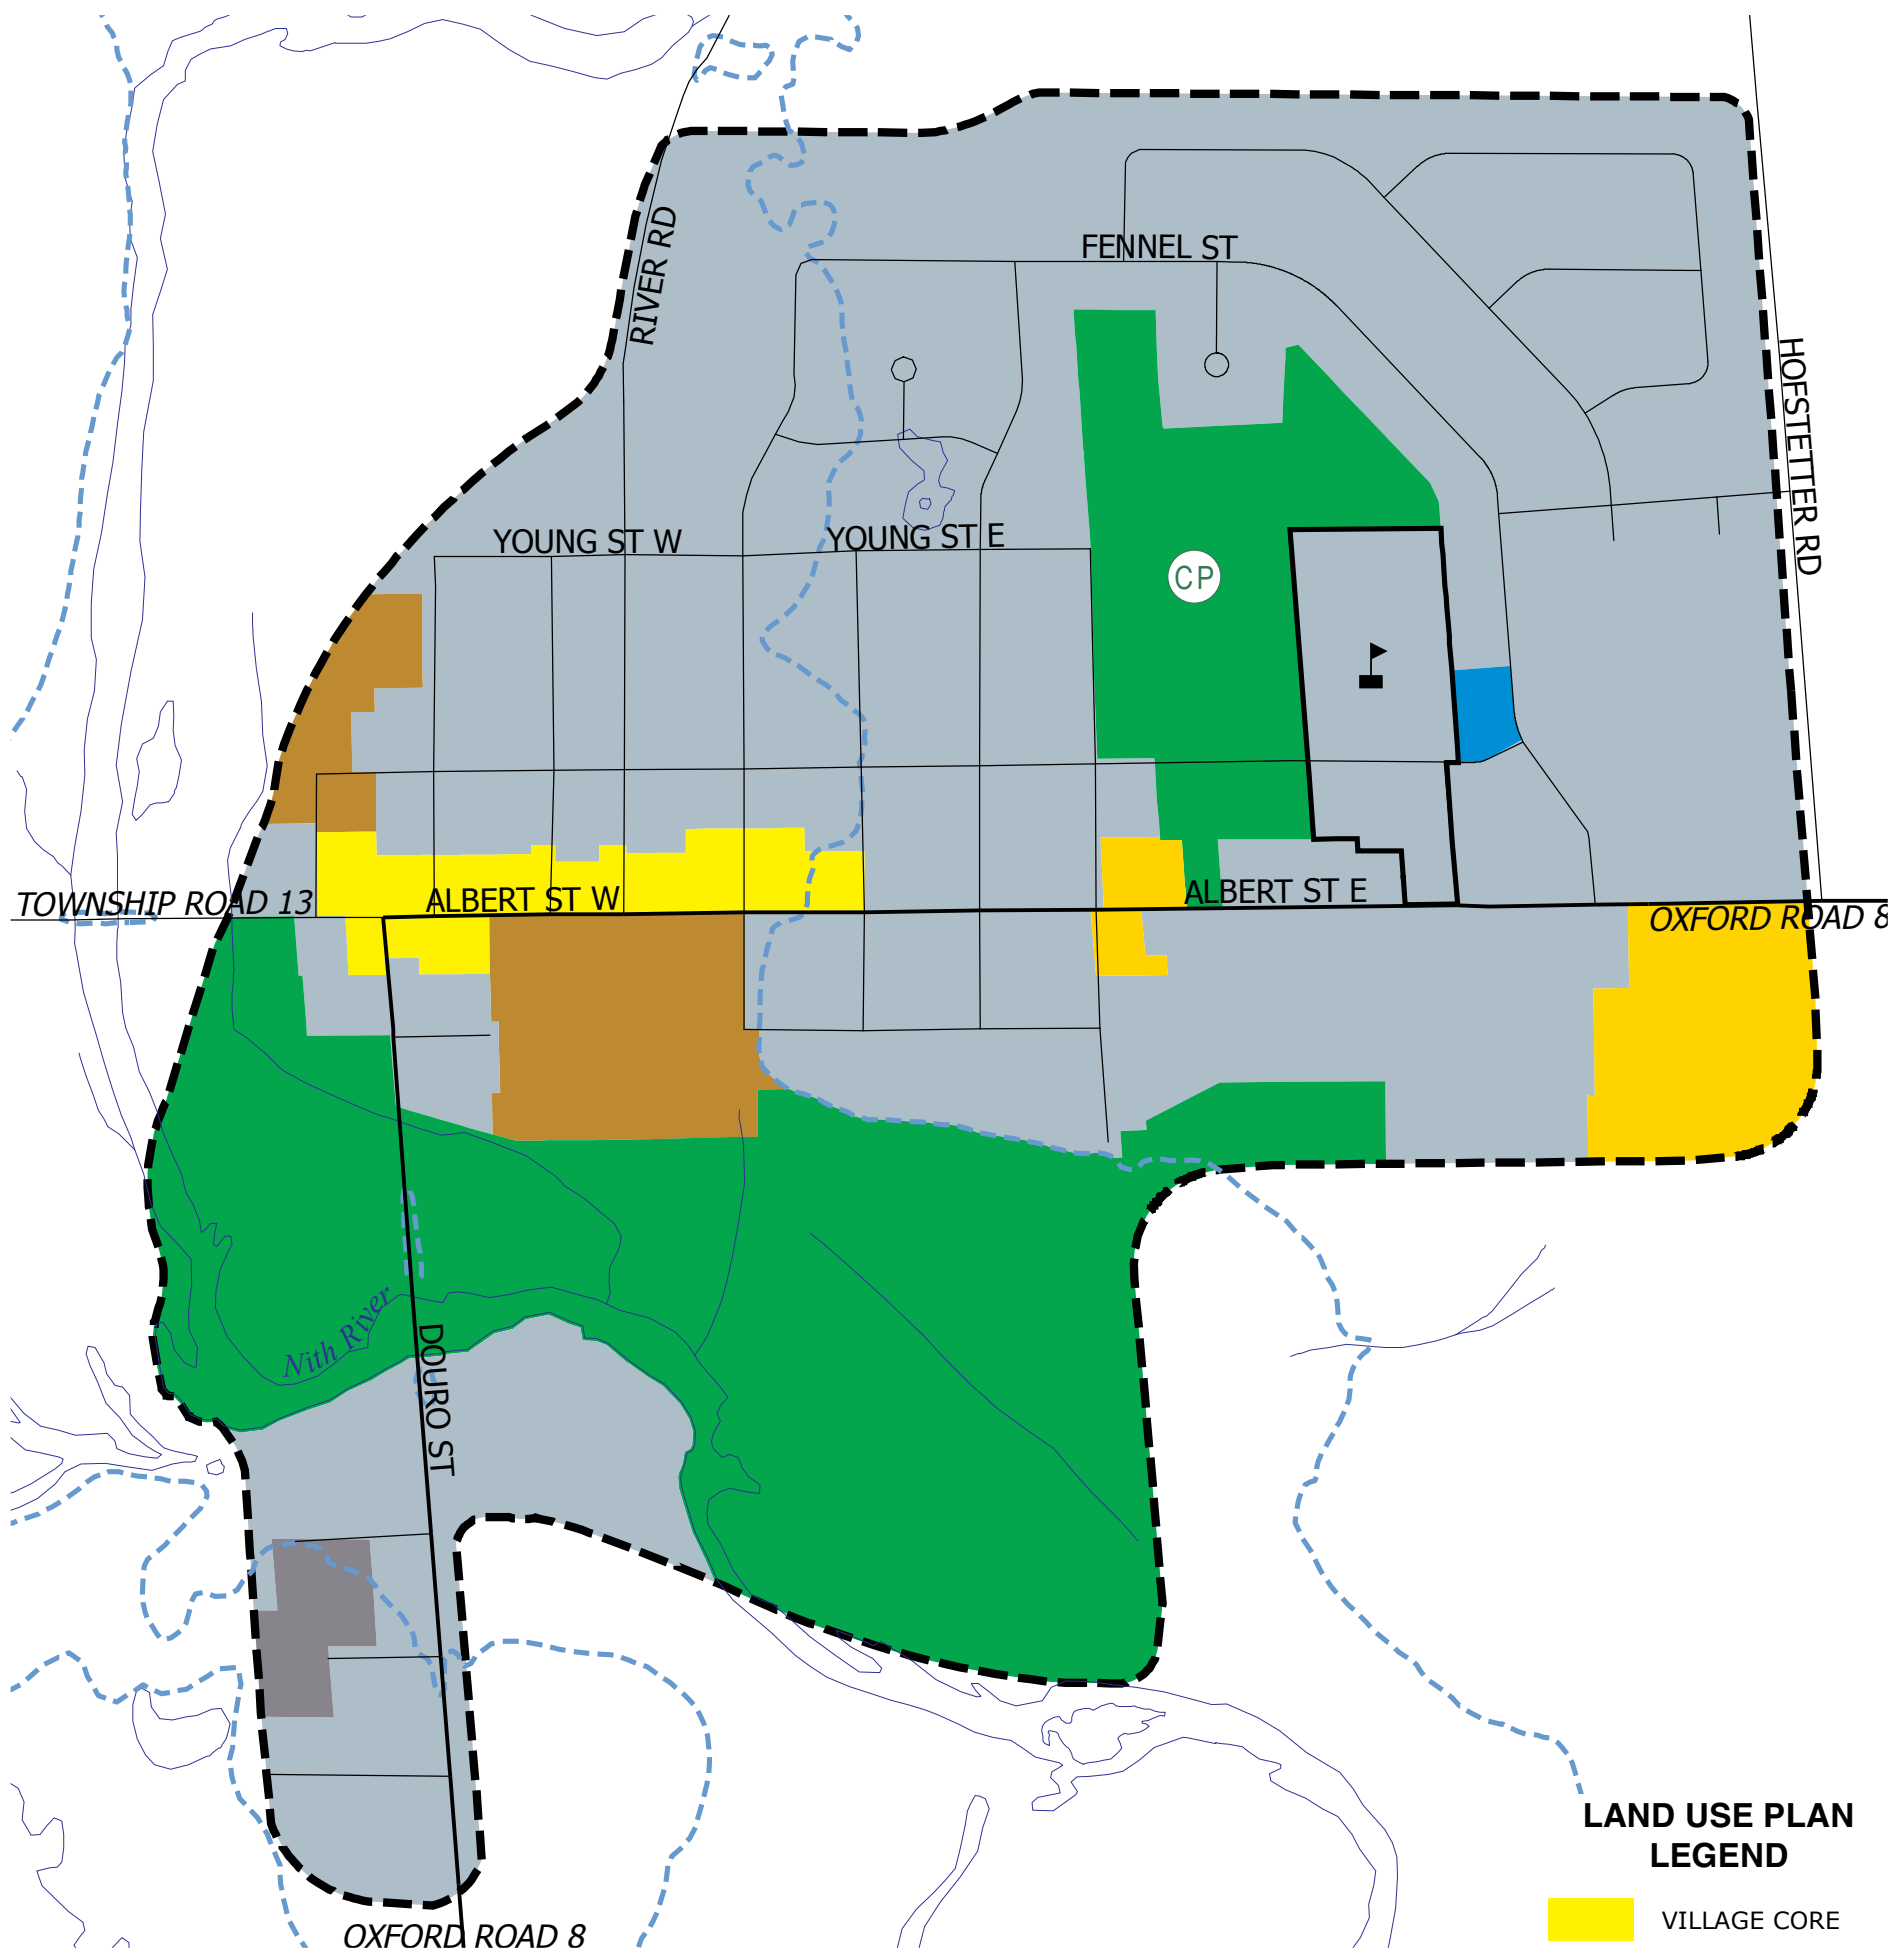 RIVER RD
FENNEL ST
HOFSTETTER RD
YOUNG ST W
YOUNG ST E
CP
TOWNSHIP ROAD 13
ALBERT ST W
ALBERT ST E
OXFORD ROAD 8
Nith River
DOURO ST
LAND USE PLAN
LEGEND
VILLAGE CORE
OXFORD ROAD 8